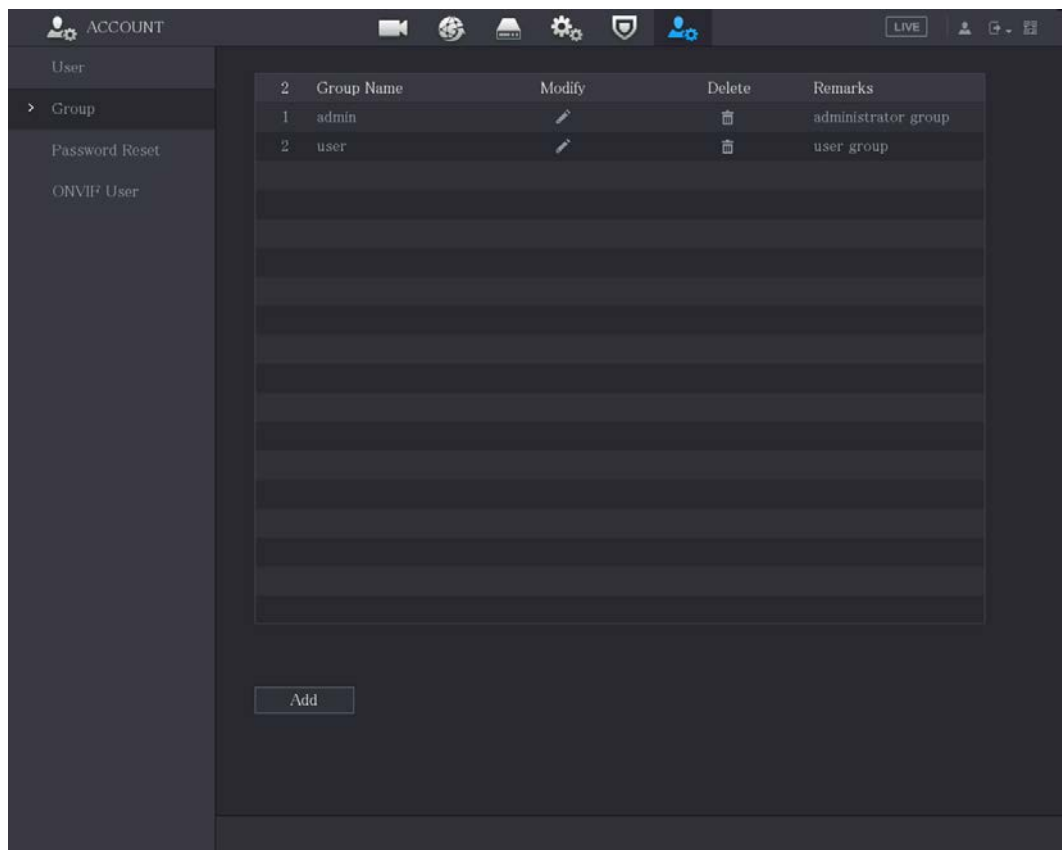 ACCOUNT LIVE
User
Group
Password Reset
ONVIF User
2 Group Name Modify Delete Remarks
1 admin administrator group
2 user user group
Add